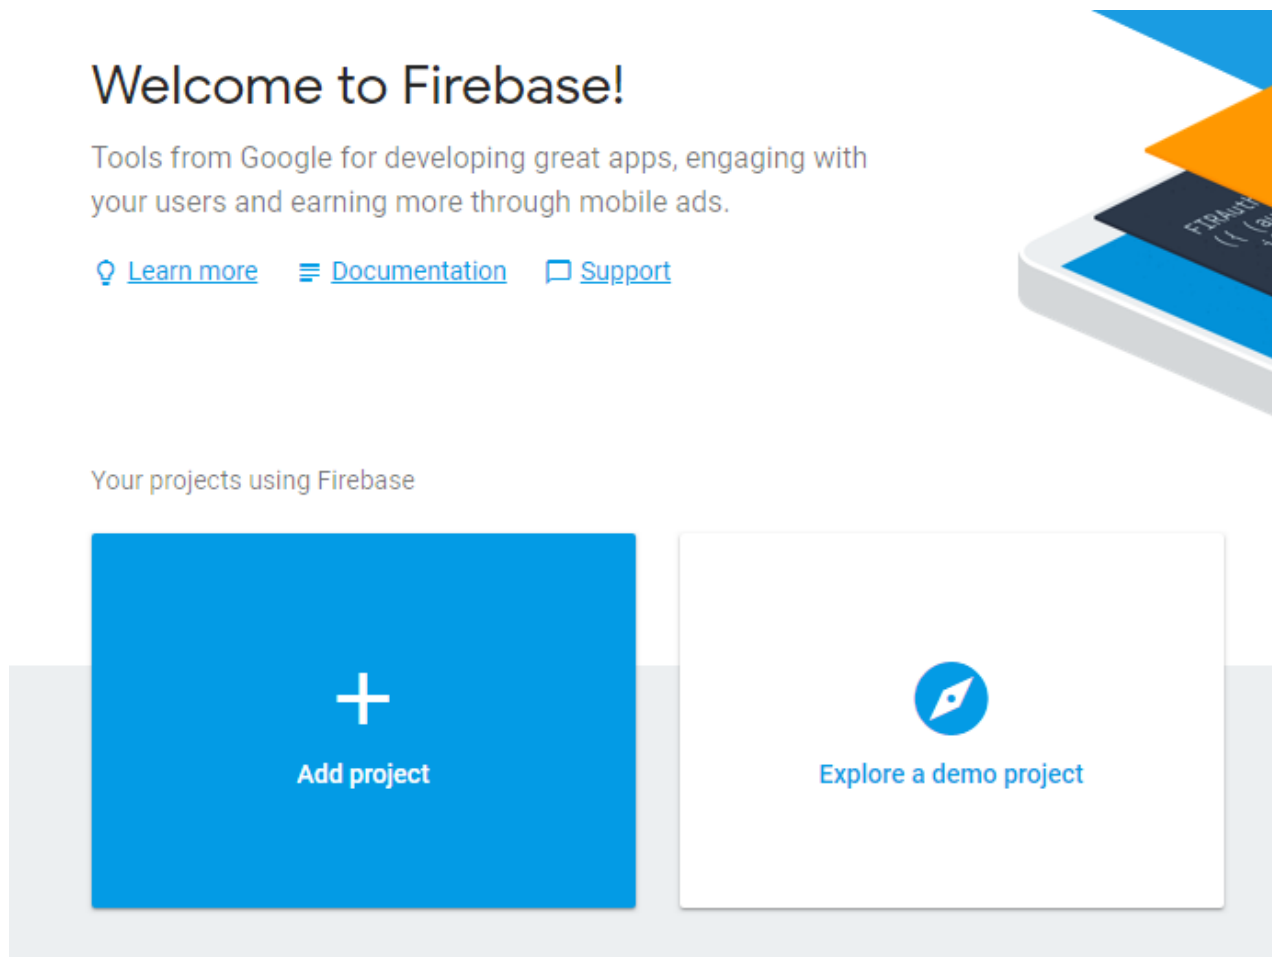 Welcome to Firebase!
Tools from Google for developing great apps, engaging with
your users and earning more through mobile ads.
Learn more Documentation Support
Your projects using Firebase
Add project
Explore a demo project